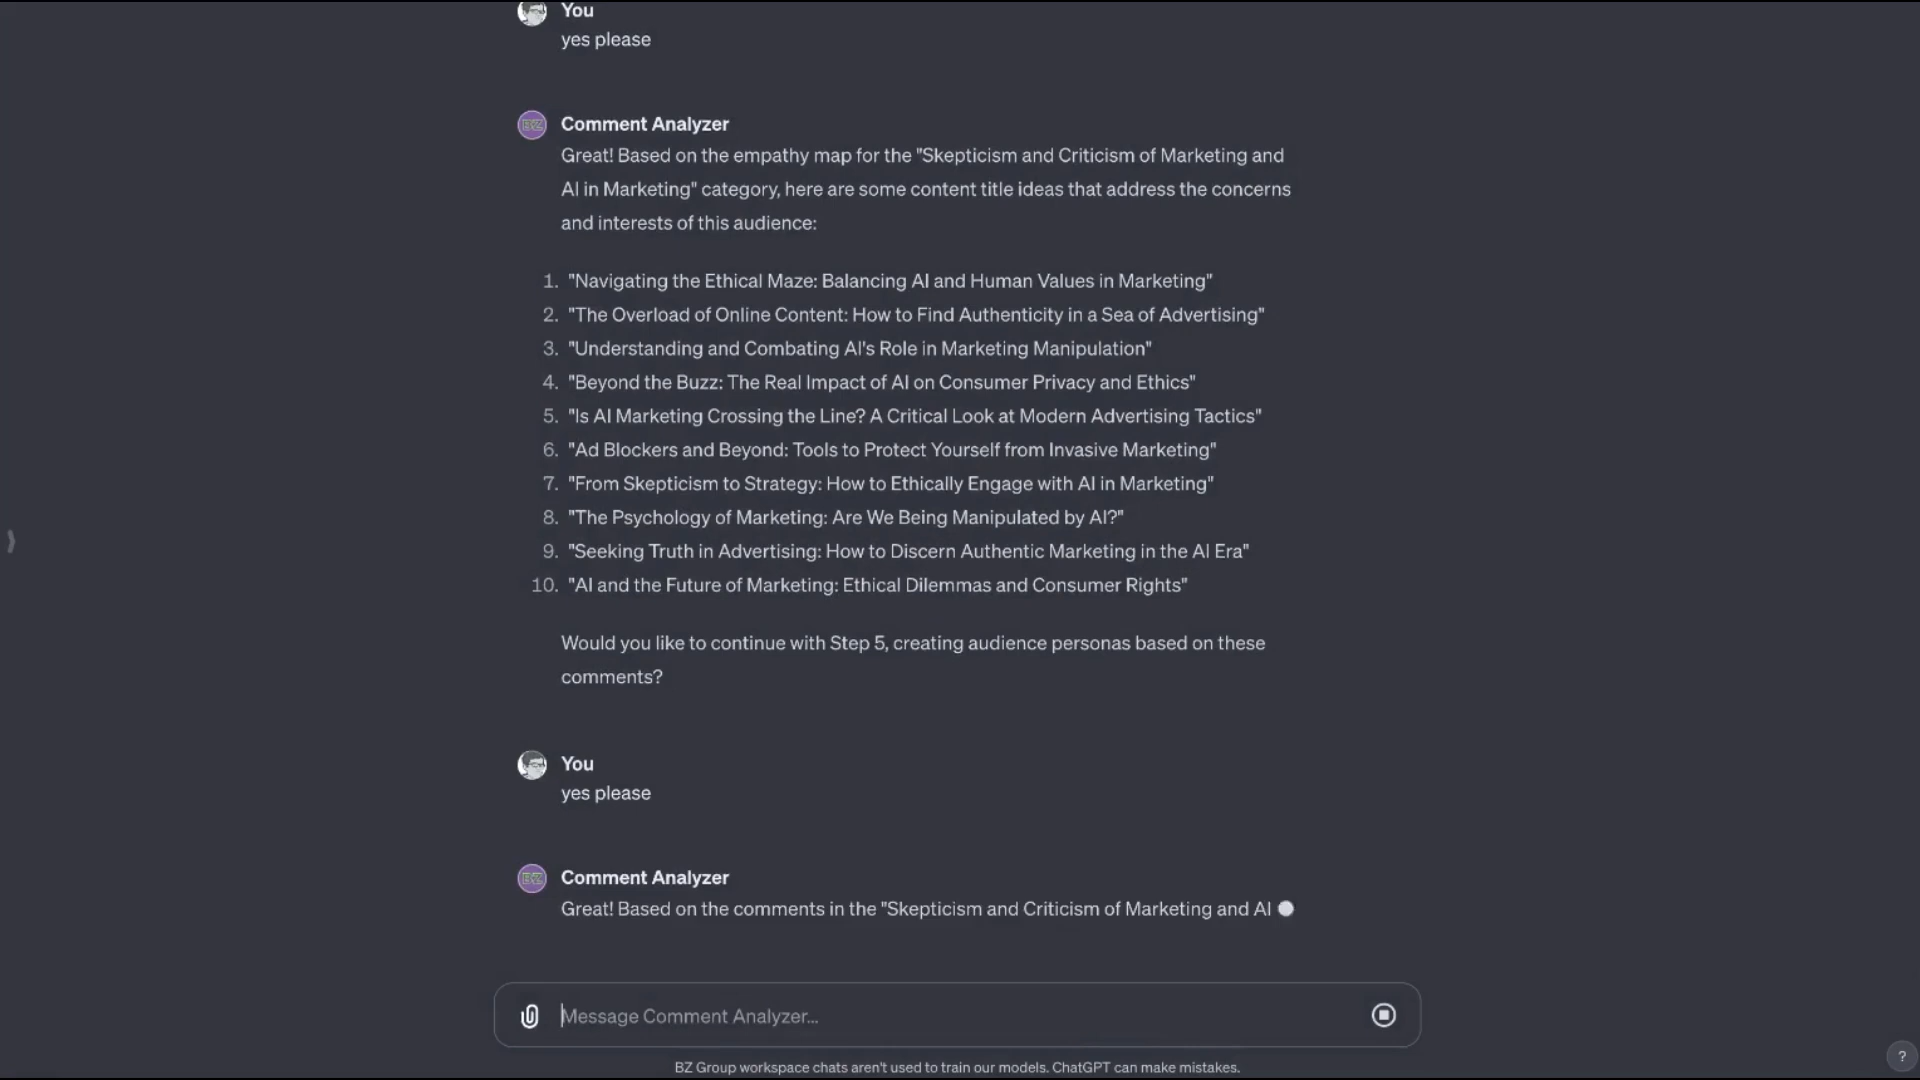 You
yes please
BZ
Comment Analyzer
Great! Based on the empathy map for the "Skepticism and Criticism of Marketing and
AI in Marketing" category, here are some content title ideas that address the concerns
and interests of this audience:
1. "Navigating the Ethical Maze: Balancing AI and Human Values in Marketing"
2. "The Overload of Online Content: How to Find Authenticity in a Sea of Advertising"
3. "Understanding and Combating AI's Role in Marketing Manipulation"
4. "Beyond the Buzz: The Real Impact of AI on Consumer Privacy and Ethics"
5. "Is AI Marketing Crossing the Line? A Critical Look at Modern Advertising Tactics"
6. "Ad Blockers and Beyond: Tools to Protect Yourself from Invasive Marketing"
7. "From Skepticism to Strategy: How to Ethically Engage with AI in Marketing"
8. "The Psychology of Marketing: Are We Being Manipulated by AI?"
9. "Seeking Truth in Advertising: How to Discern Authentic Marketing in the AI Era"
10. "AI and the Future of Marketing: Ethical Dilemmas and Consumer Rights"
Would you like to continue with Step 5, creating audience personas based on these
comments?
You
yes please
BZ
Comment Analyzer
Great! Based on the comments in the "Skepticism and Criticism of Marketing and AI
Message Comment Analyzer...
BZ Group workspace chats aren't used to train our models. ChatGPT can make mistakes.
?